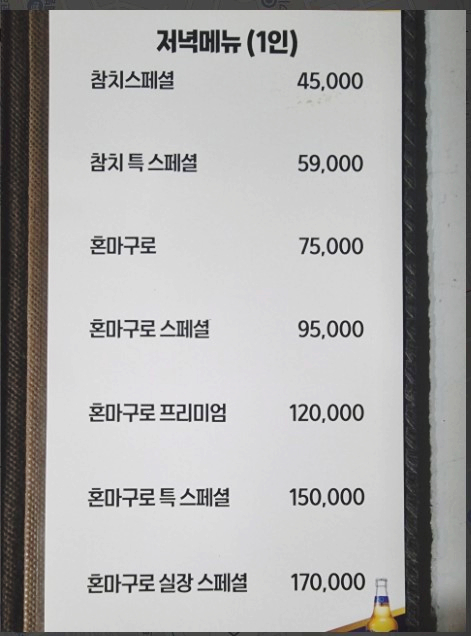 저녁메뉴 (1인)
참치스페셜 45,000
참치 특 스페셜 59,000
혼마구로 75,000
혼마구로 스페셜 95,000
혼마구로 프리미엄 120,000
혼마구로 특 스페셜 150,000
혼마구로 실장 스페셜 170,000